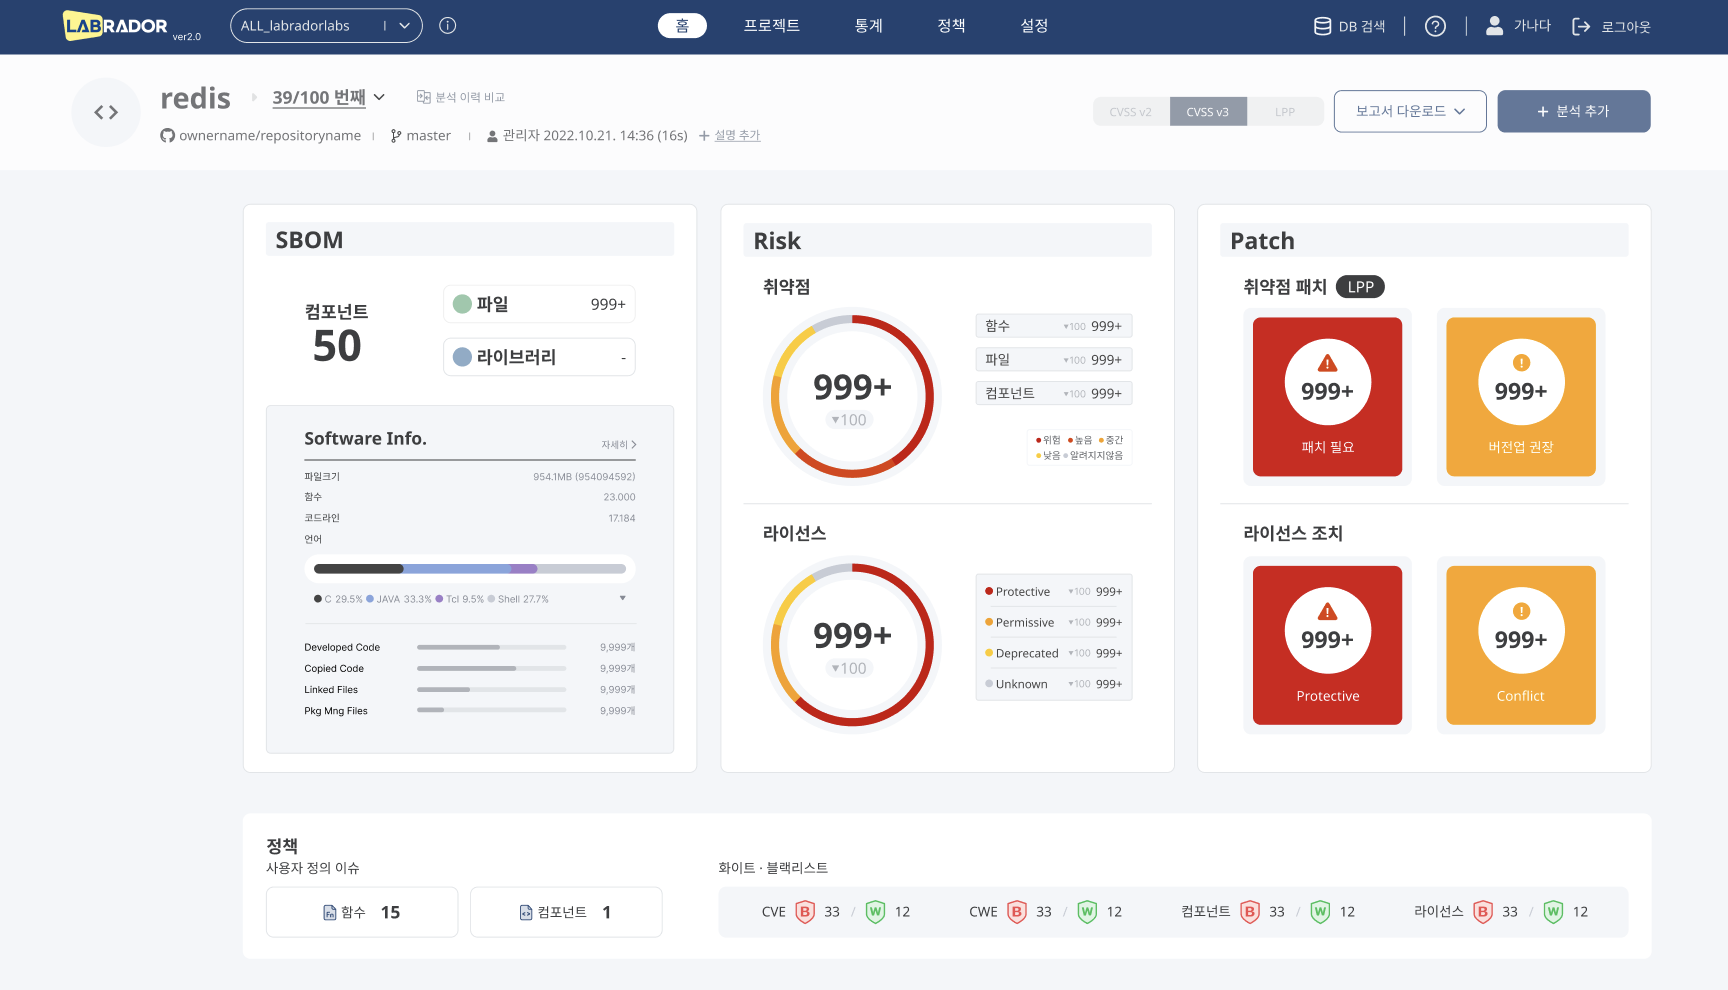 LABRADOR ver2.0
ALL_labradorlabs
홈 프로젝트 통계 정책 설정
DB 검색
가나다
로그아웃
redis
39/100 번째
분석 이력 비교
ownername/repositoryname
master
관리자 2022.10.21. 14:36 (16s)
+ 설명 추가
CVSS v2 CVSS v3 LPP
보고서 다운로드
+ 분석 추가
SBOM
컴포넌트
50
파일 999+
라이브러리 -
Software Info.
자세히
파일크기 954.1MB (954094592)
함수 23.000
코드라인 17.184
언어
C 29.5% JAVA 33.3% Tcl 9.5% Shell 27.7% ▼
Developed Code 9,999개
Copied Code 9,999개
Linked Files 9,999개
Pkg Mng Files 9,999개
Risk
취약점
999+
▼100
함수 ▼100 999+
파일 ▼100 999+
컴포넌트 ▼100 999+
위험 높음 중간
낮음 알려지지않음
라이선스
999+
▼100
Protective ▼100 999+
Permissive ▼100 999+
Deprecated ▼100 999+
Unknown ▼100 999+
Patch
취약점 패치 LPP
999+
패치 필요
999+
버전업 권장
라이선스 조치
999+
Protective
999+
Conflict
정책
사용자 정의 이슈
Fn 함수 15
컴포넌트 1
화이트 · 블랙리스트
CVE B 33 / W 12
CWE B 33 / W 12
컴포넌트 B 33 / W 12
라이선스 B 33 / W 12